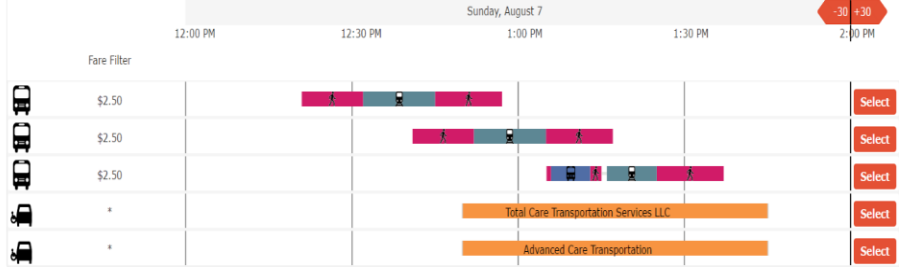 Sunday, August 7
-30 +30
12:00 PM 12:30 PM 1:00 PM 1:30 PM 2:00 PM
Fare Filter
$2.50 Select
$2.50 Select
$2.50 Select
* Total Care Transportation Services LLC Select
* Advanced Care Transportation Select